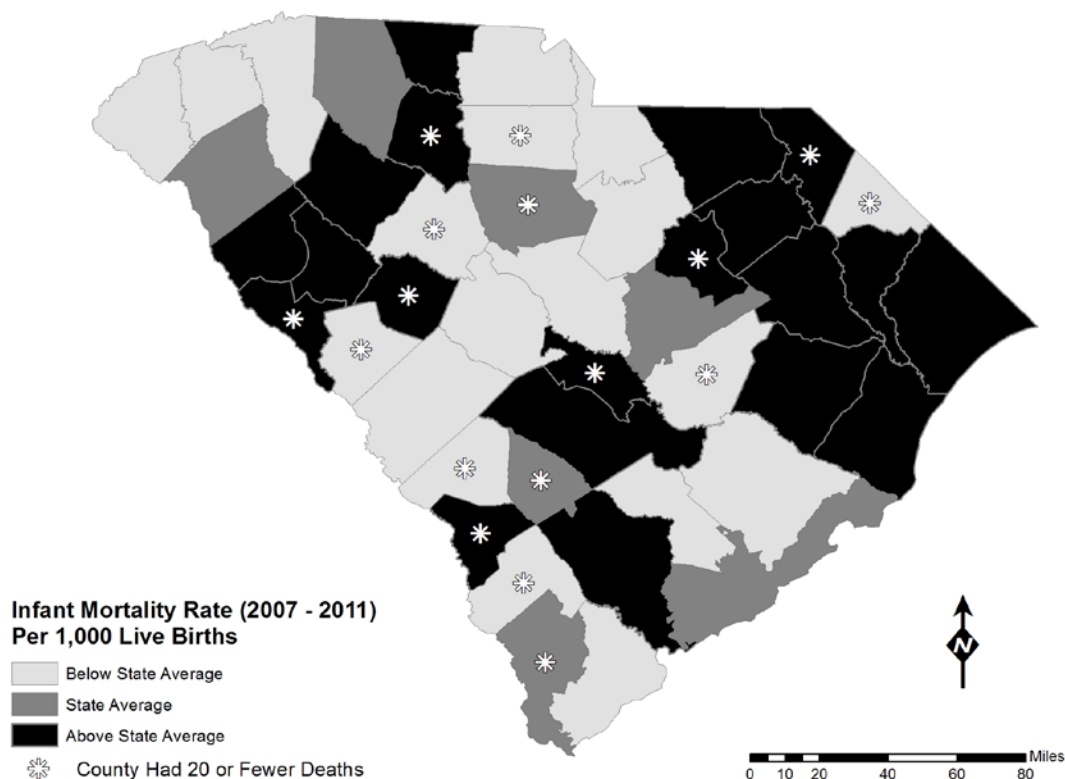 Infant Mortality Rate (2007 - 2011)
Per 1,000 Live Births
Below State Average
State Average
Above State Average
County Had 20 or Fewer Deaths
N
Miles
0 5 10 20 40 60 80